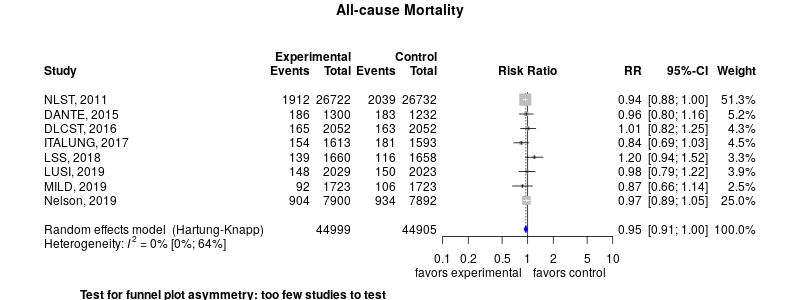 All-cause Mortality
Experimental Control
Study Events Total Events Total Risk Ratio RR 95%-CI Weight
NLST, 2011 1912 26722 2039 26732 0.94 [0.88; 1.00] 51.3%
DANTE, 2015 186 1300 183 1232 0.96 [0.80; 1.16] 5.2%
DLCST, 2016 165 2052 163 2052 1.01 [0.82; 1.25] 4.3%
ITALUNG, 2017 154 1613 181 1593 0.84 [0.69; 1.03] 4.5%
LSS, 2018 139 1660 116 1658 1.20 [0.94; 1.52] 3.3%
LUSI, 2019 148 2029 150 2023 0.98 [0.79; 1.22] 3.9%
MILD, 2019 92 1723 106 1723 0.87 [0.66; 1.14] 2.5%
Nelson, 2019 904 7900 934 7892 0.97 [0.89; 1.05] 25.0%
Random effects model (Hartung-Knapp) 44999 44905 0.95 [0.91; 1.00] 100.0%
Heterogeneity: I² = 0% [0%; 64%]
0.1 0.2 0.5 1 2 5 10
favors experimental favors control
Test for funnel plot asymmetry: too few studies to test